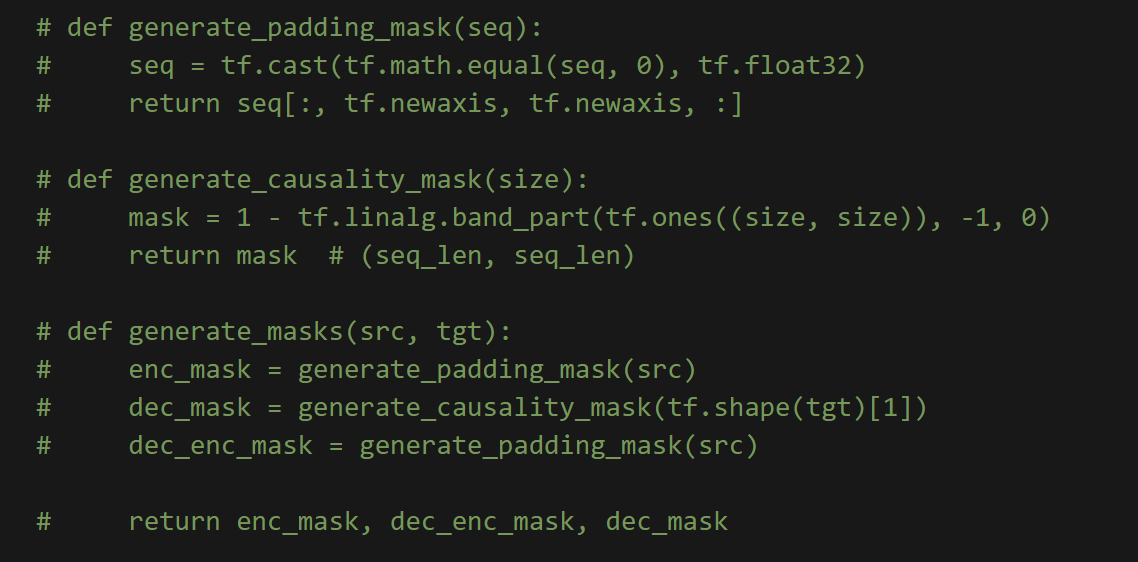 # def generate_padding_mask(seq):
#     seq = tf.cast(tf.math.equal(seq, 0), tf.float32)
#     return seq[:, tf.newaxis, tf.newaxis, :]
# def generate_causality_mask(size):
#     mask = 1 - tf.linalg.band_part(tf.ones((size, size)), -1, 0)
#     return mask  # (seq_len, seq_len)
# def generate_masks(src, tgt):
#     enc_mask = generate_padding_mask(src)
#     dec_mask = generate_causality_mask(tf.shape(tgt)[1])
#     dec_enc_mask = generate_padding_mask(src)
#     return enc_mask, dec_enc_mask, dec_mask